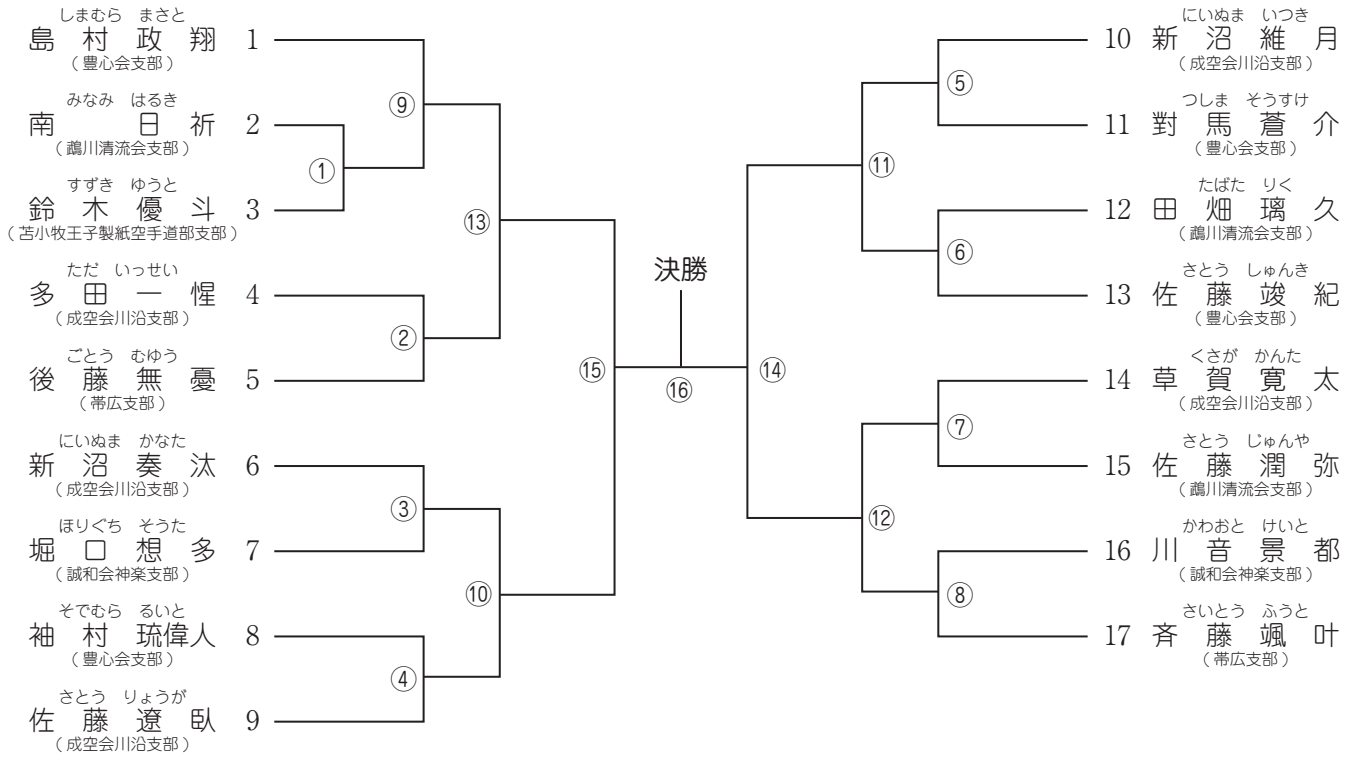 しまむら まさと
島 村 政 翔 1
（豊心会支部）
⑨
みなみ はるき
南 日 祈 2
（鵡川清流会支部）
①
すずき ゆうと
鈴 木 優 斗 3
（苫小牧王子製紙空手道部支部）
⑬
ただ いっせい
多 田 一 惺 4
（成空会川沿支部）
②
ごとう むゆう
後 藤 無 憂 5
（帯広支部）
⑮
にいぬま かなた
新 沼 奏 汰 6
（成空会川沿支部）
③
ほりぐち そうた
堀 口 想 多 7
（誠和会神楽支部）
⑩
そでむら るいと
袖 村 琉偉人 8
（豊心会支部）
④
さとう りょうが
佐 藤 遼 臥 9
（成空会川沿支部）
決勝
⑯
にいぬま いつき
10 新 沼 維 月
（成空会川沿支部）
⑤
つしま そうすけ
11 對 馬 蒼 介
（豊心会支部）
⑪
たばた りく
12 田 畑 璃 久
（鵡川清流会支部）
⑥
さとう しゅんき
13 佐 藤 竣 紀
（豊心会支部）
⑭
くさが かんた
14 草 賀 寛 太
（成空会川沿支部）
⑦
さとう じゅんや
15 佐 藤 潤 弥
（鵡川清流会支部）
⑫
かわおと けいと
16 川 音 景 都
（誠和会神楽支部）
⑧
さいとう ふうと
17 斉 藤 颯 叶
（帯広支部）